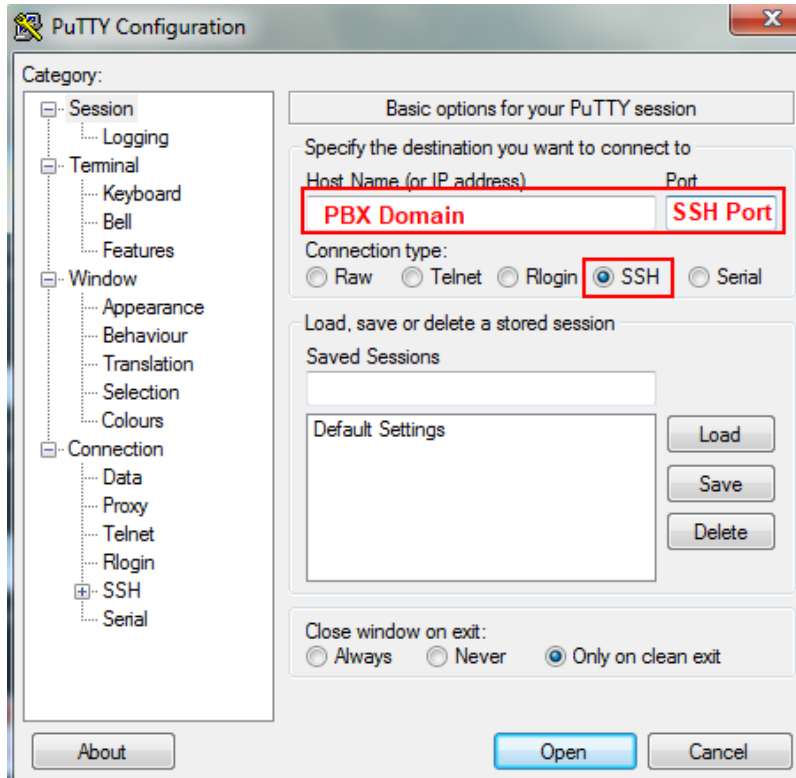 PuTTY Configuration
X
Category:
Session
Logging
Terminal
Keyboard
Bell
Features
Window
Appearance
Behaviour
Translation
Selection
Colours
Connection
Data
Proxy
Telnet
Rlogin
SSH
Serial
Basic options for your PuTTY session
Specify the destination you want to connect to
Host Name (or IP address) Port
PBX Domain SSH Port
Connection type:
Raw Telnet Rlogin SSH Serial
Load, save or delete a stored session
Saved Sessions
Default Settings
Load
Save
Delete
Close window on exit:
Always Never Only on clean exit
About Open Cancel